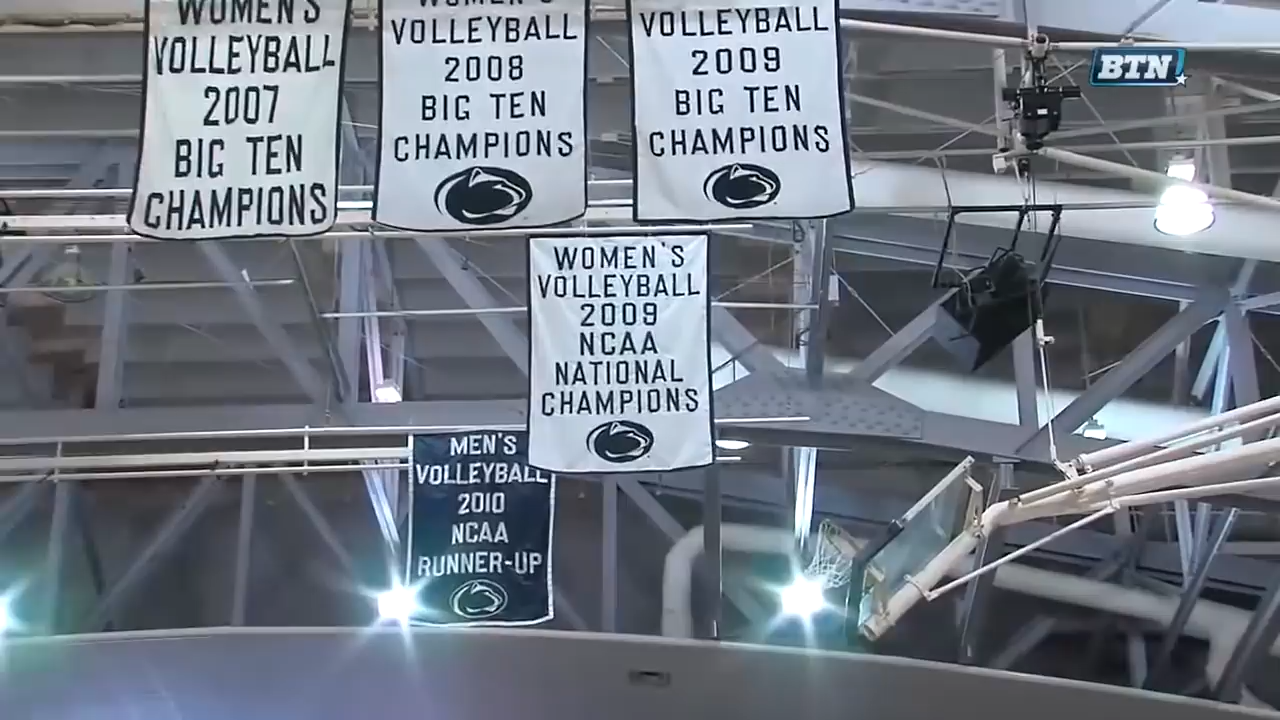 WOMEN'S
VOLLEYBALL
2007
BIG TEN
CHAMPIONS
WOMEN'S
VOLLEYBALL
2008
BIG TEN
CHAMPIONS
VOLLEYBALL
2009
BIG TEN
CHAMPIONS
BTN
WOMEN'S
VOLLEYBALL
2009
NCAA
NATIONAL
CHAMPIONS
MEN'S
VOLLEYBALL
2010
NCAA
RUNNER-UP